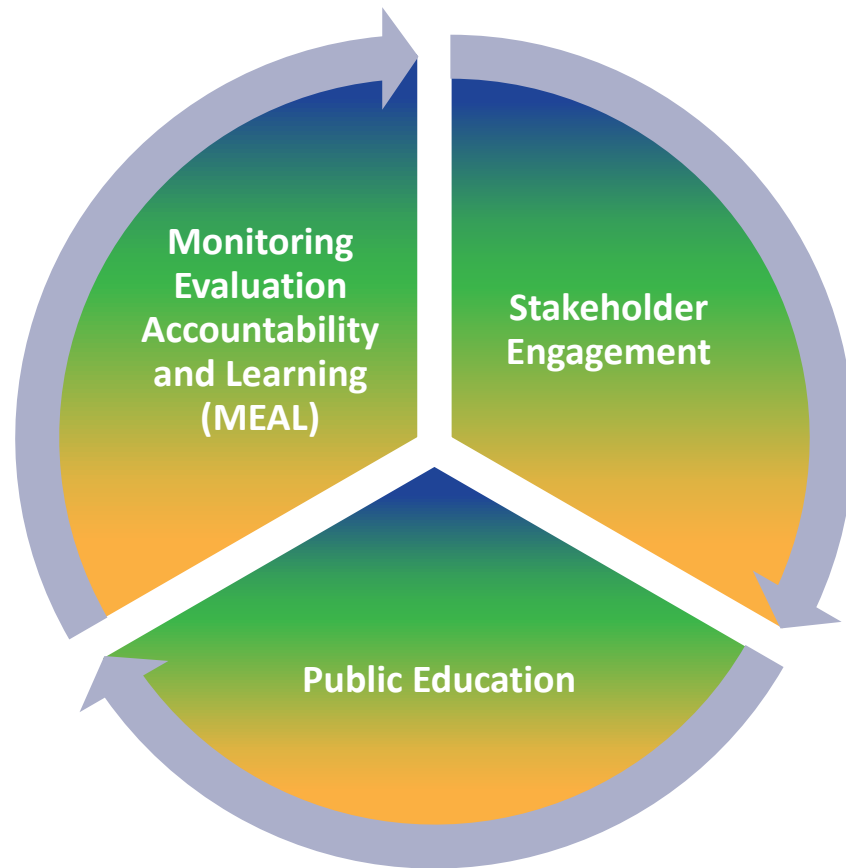 Monitoring
Evaluation
Accountability
and Learning
(MEAL)
Stakeholder
Engagement
Public Education